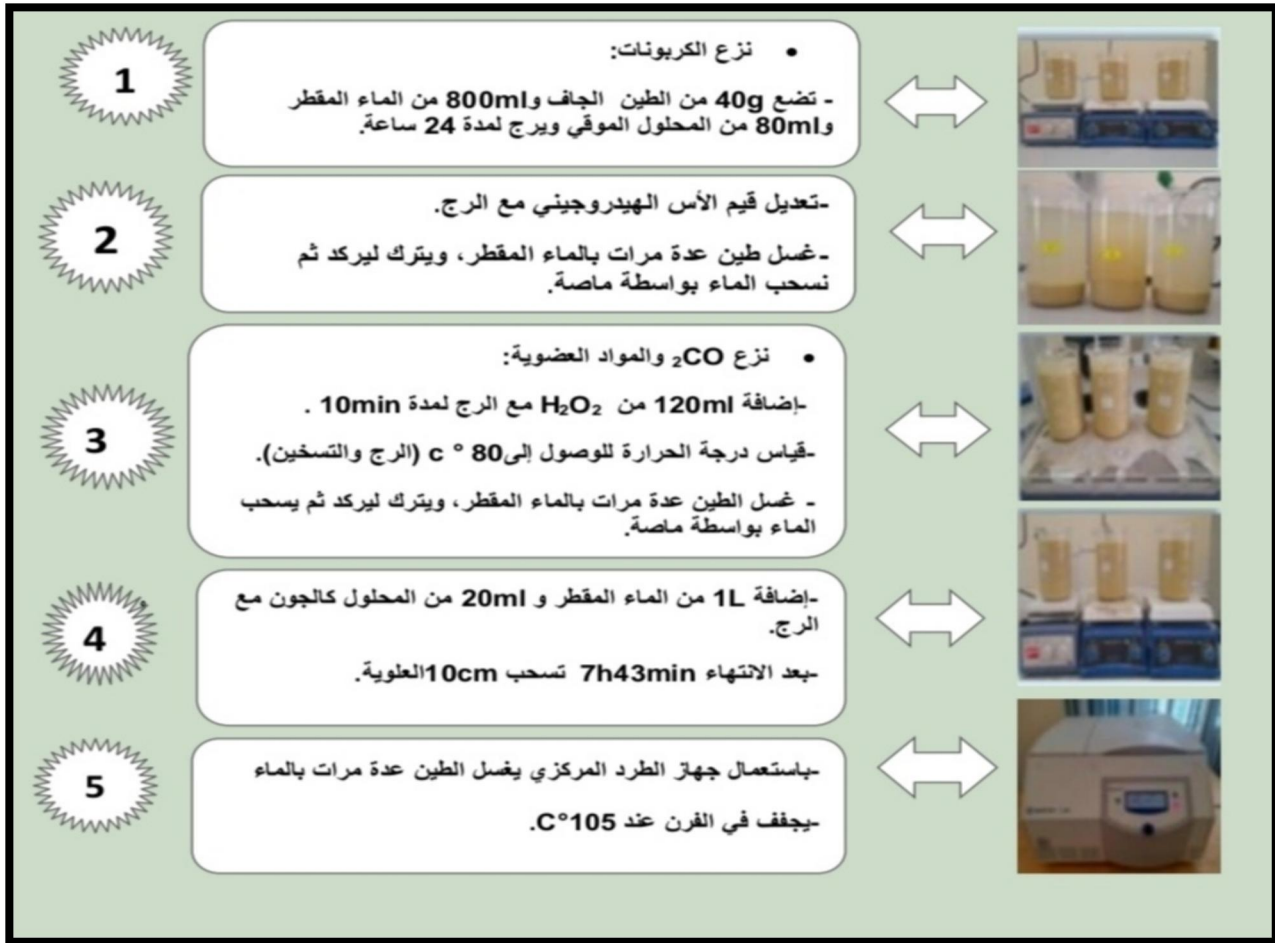 1
• نزع الكربونات:
- تضع 40g من الطين الجاف و800ml من الماء المقطر
و80ml من المحلول الموقي ويرج لمدة 24 ساعة.
2
-تعديل قيم الأس الهيدروجيني مع الرج.
-غسل طين عدة مرات بالماء المقطر، ويترك ليركد ثم
نسحب الماء بواسطة ماصة.
3
• نزع CO₂ والمواد العضوية:
-إضافة 120ml من H₂O₂ مع الرج لمدة 10min .
-قياس درجة الحرارة للوصول إلى80 ° c (الرج والتسخين).
- غسل الطين عدة مرات بالماء المقطر، ويترك ليركد ثم يسحب
الماء بواسطة ماصة.
4
-إضافة 1L من الماء المقطر و 20ml من المحلول كالجون مع
الرج.
-بعد الانتهاء 7h43min تسحب 10cmالعلوية.
5
-باستعمال جهاز الطرد المركزي يغسل الطين عدة مرات بالماء
-يجفف في الفرن عند 105°C.